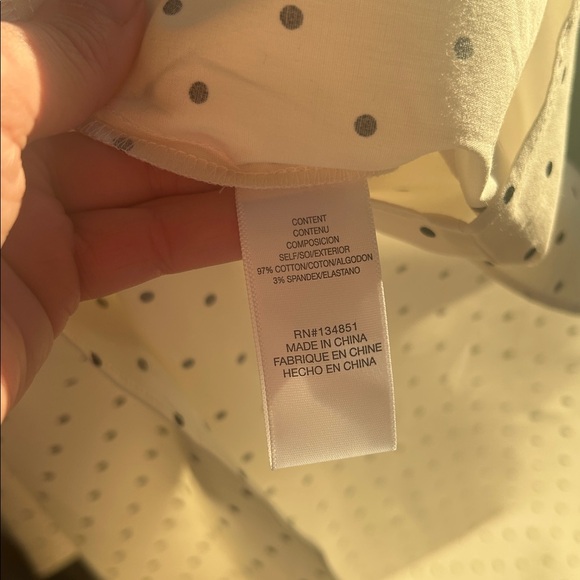 CONTENT
CONTENU
COMPOSICION
SELF/SOI/EXTERIOR
97% COTTON/COTON/ALGODON
3% SPANDEX/ELASTANO
RN#134851
MADE IN CHINA
FABRIQUE EN CHINE
HECHO EN CHINA